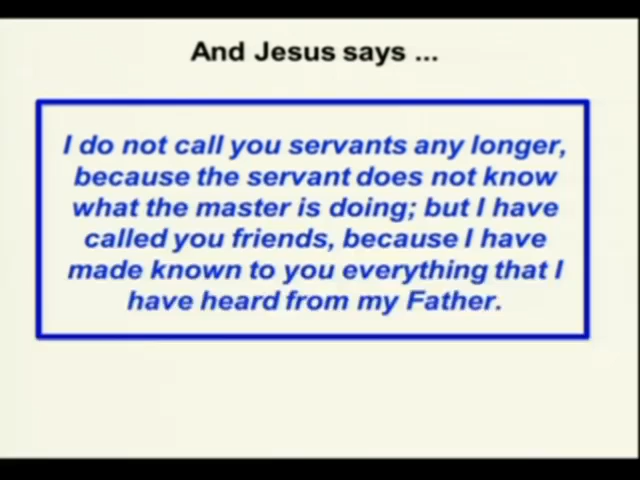 And Jesus says ...
I do not call you servants any longer,
because the servant does not know
what the master is doing; but I have
called you friends, because I have
made known to you everything that I
have heard from my Father.